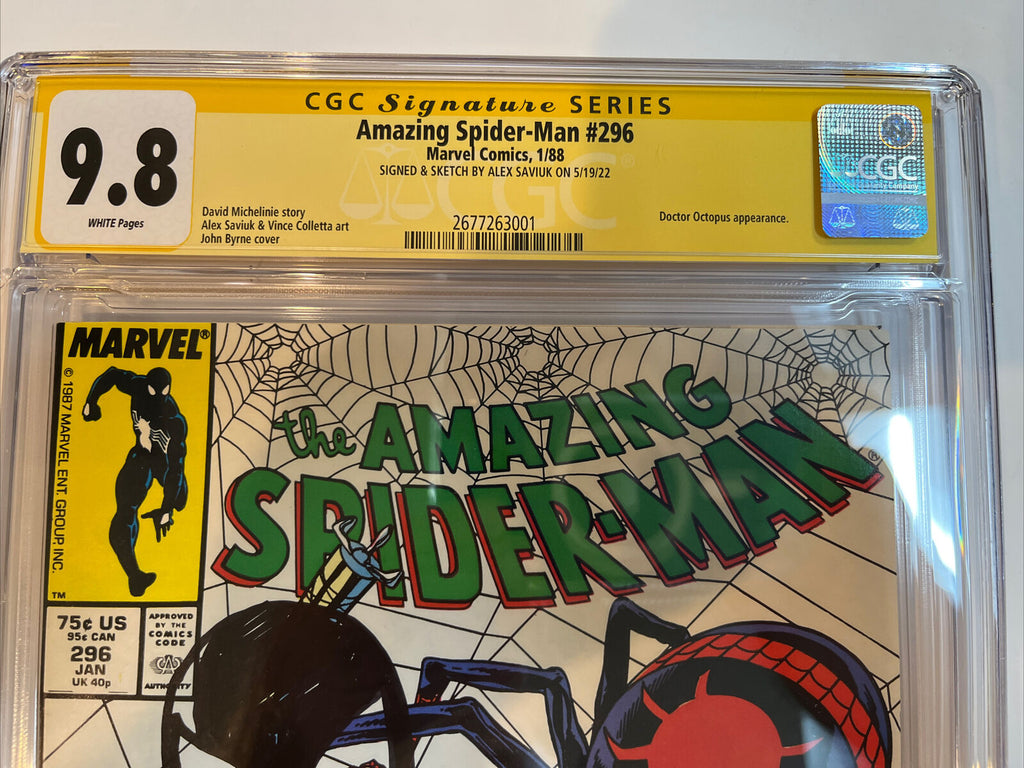 CGC Signature SERIES
Amazing Spider-Man #296
Marvel Comics, 1/88
SIGNED & SKETCH BY ALEX SAVIUK ON 5/19/22
9.8
WHITE Pages
David Michelinie story
Alex Saviuk & Vince Colletta art
John Byrne cover
2677263001
Doctor Octopus appearance.
CGC
MARVEL®
© 1987 MARVEL ENT. GROUP, INC.
TM
the AMAZING
SPIDER-MAN®
75¢ US
95¢ CAN
296
JAN
UK 40p
APPROVED
BY THE
COMICS
CODE
CA
AUTHORITY